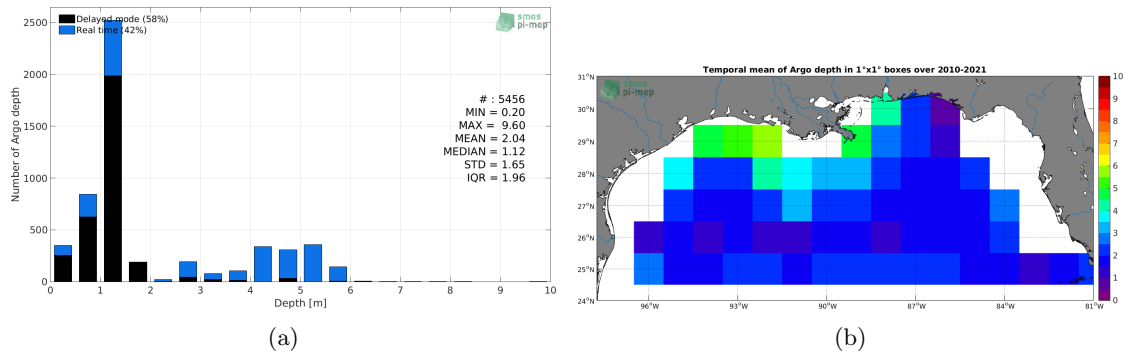 Delayed mode (58%)
Real time (42%)
smos
pi-mep
2500
2000
1500
1000
500
0
Number of Argo depth
# : 5456
MIN = 0.20
MAX = 9.60
MEAN = 2.04
MEDIAN = 1.12
STD = 1.65
IQR = 1.96
0 1 2 3 4 5 6 7 8 9 10
Depth [m]
(a)
Temporal mean of Argo depth in 1°x1° boxes over 2010-2021
smos
pi-mep
31°N
30°N
29°N
28°N
27°N
26°N
25°N
24°N
96°W 93°W 90°W 87°W 84°W 81°W
10
9
8
7
6
5
4
3
2
1
0
(b)